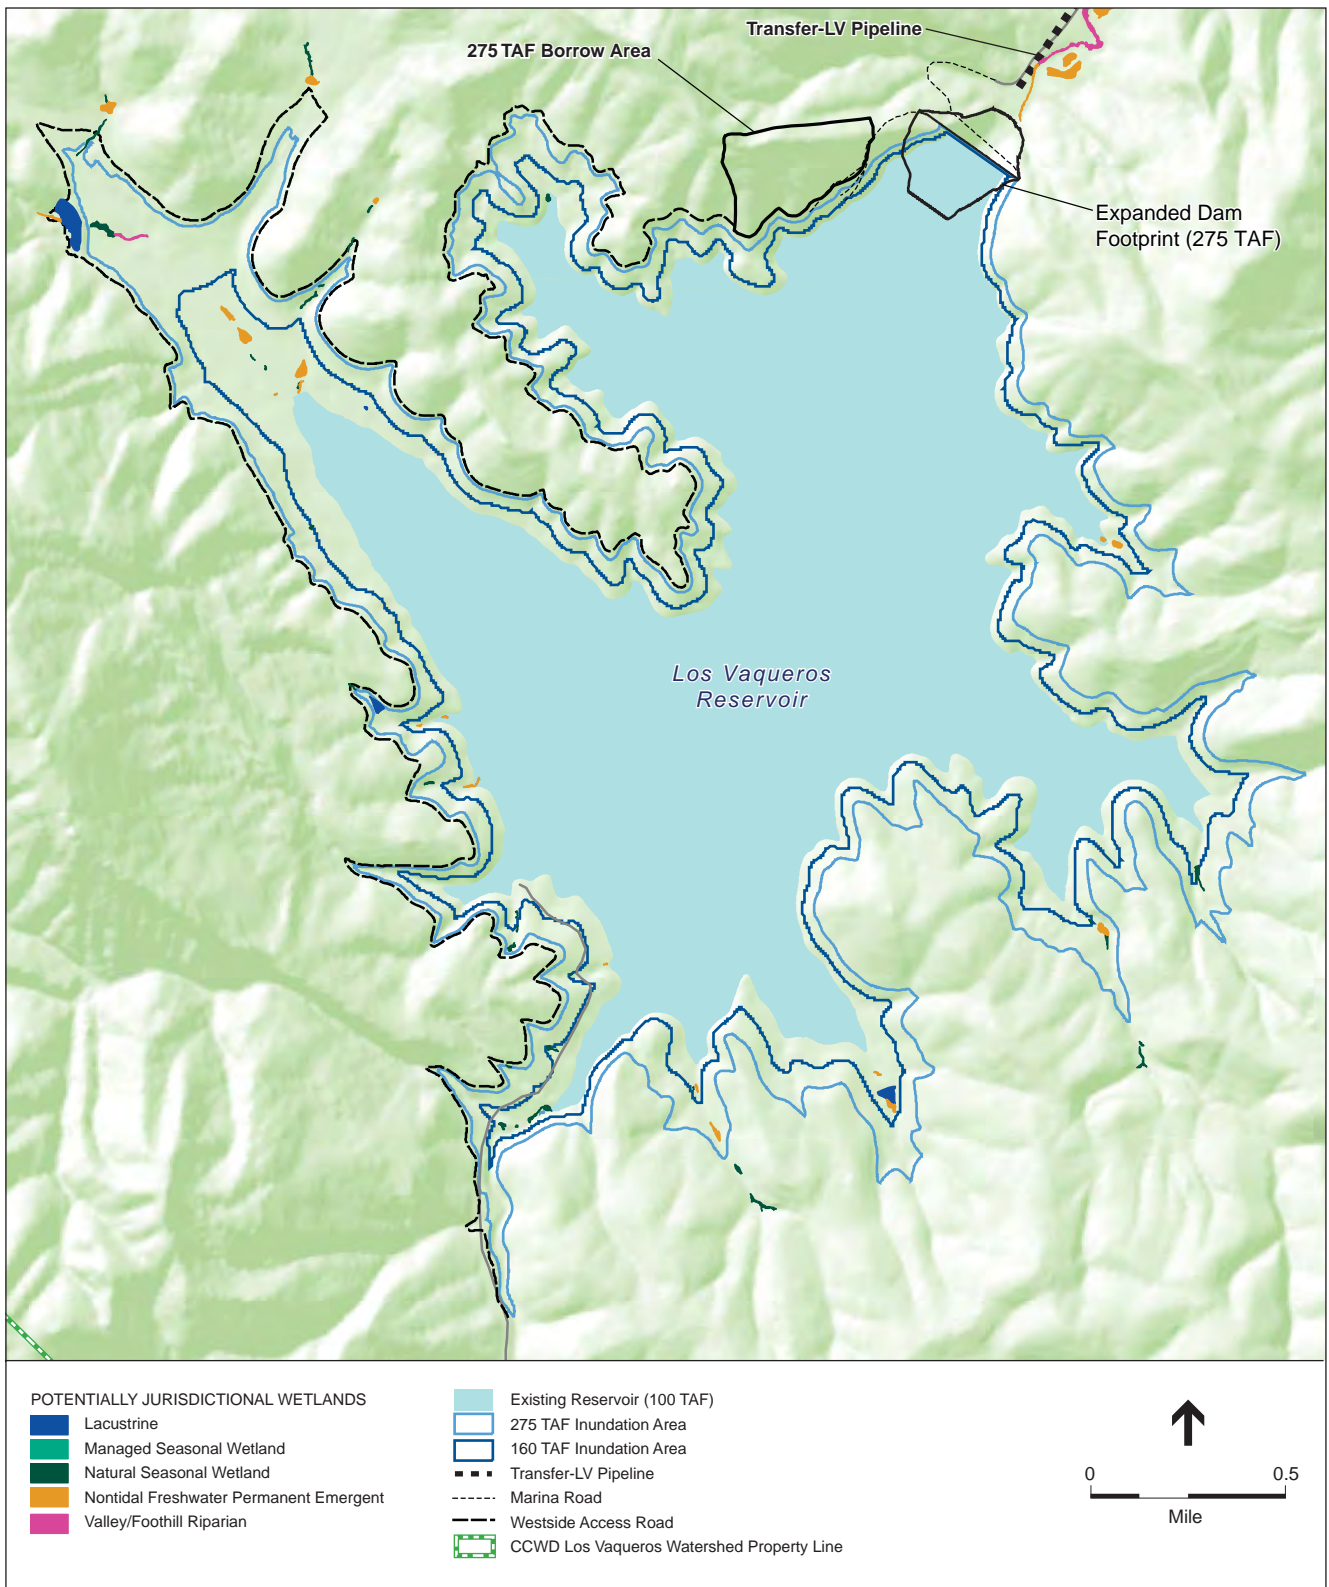 Transfer-LV Pipeline
275 TAF Borrow Area
Expanded Dam
Footprint (275 TAF)
Los Vaqueros
Reservoir
POTENTIALLY JURISDICTIONAL WETLANDS
Lacustrine
Managed Seasonal Wetland
Natural Seasonal Wetland
Nontidal Freshwater Permanent Emergent
Valley/Foothill Riparian
Existing Reservoir (100 TAF)
275 TAF Inundation Area
160 TAF Inundation Area
Transfer-LV Pipeline
Marina Road
Westside Access Road
CCWD Los Vaqueros Watershed Property Line
0 0.5
Mile